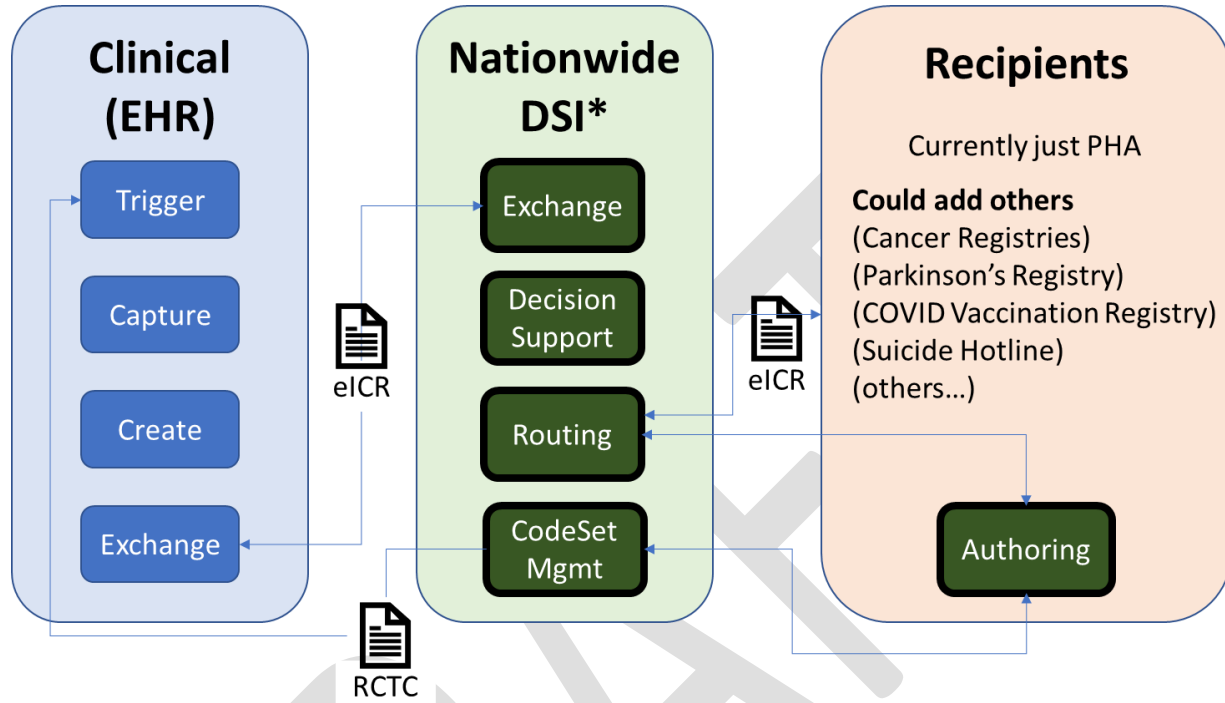 Clinical
(EHR)
Trigger
Capture
Create
Exchange
eICR
RCTC
Nationwide
DSI*
Exchange
Decision
Support
Routing
CodeSet
Mgmt
eICR
Recipients
Currently just PHA
Could add others
(Cancer Registries)
(Parkinson's Registry)
(COVID Vaccination Registry)
(Suicide Hotline)
(others...)
Authoring
DRAFT